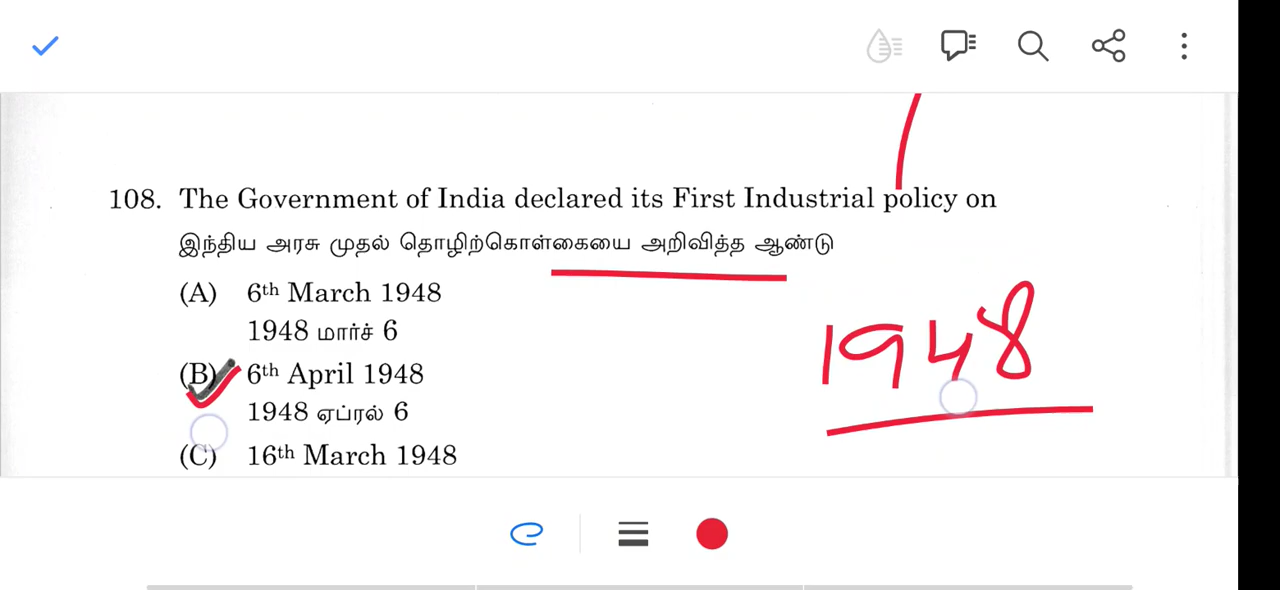 108. The Government of India declared its First Industrial policy on
இந்திய அரசு முதல் தொழிற்கொள்கையை அறிவித்த ஆண்டு
(A) 6th March 1948
1948 மார்ச் 6
(B) 6th April 1948
1948 ஏப்ரல் 6
1948
(C) 16th March 1948